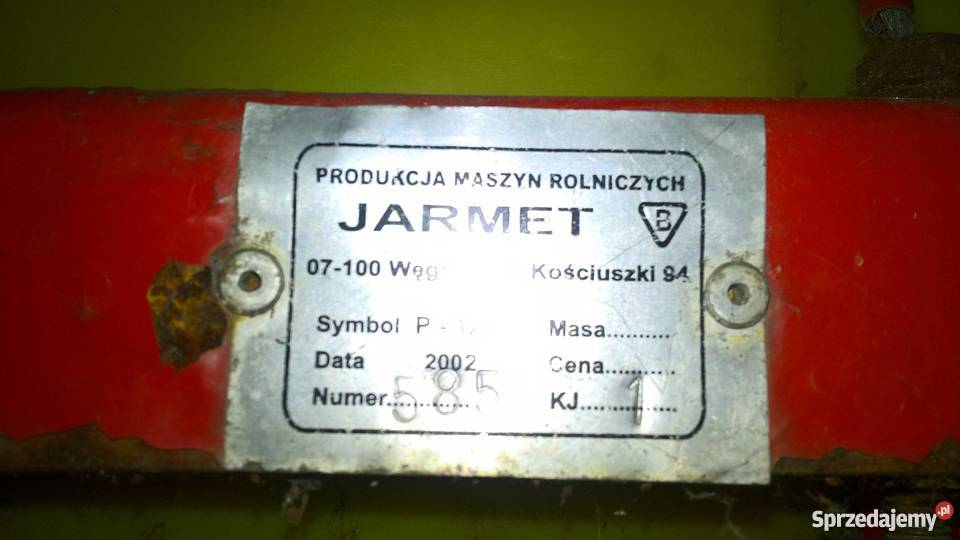 PRODUKCJA MASZYN ROLNICZYCH
JARMET B
07-100 Kościuszki 94
Symbol P - Masa..........
Data 2002 Cena...........
Numer...585... KJ......1......
Sprzedajemy.pl